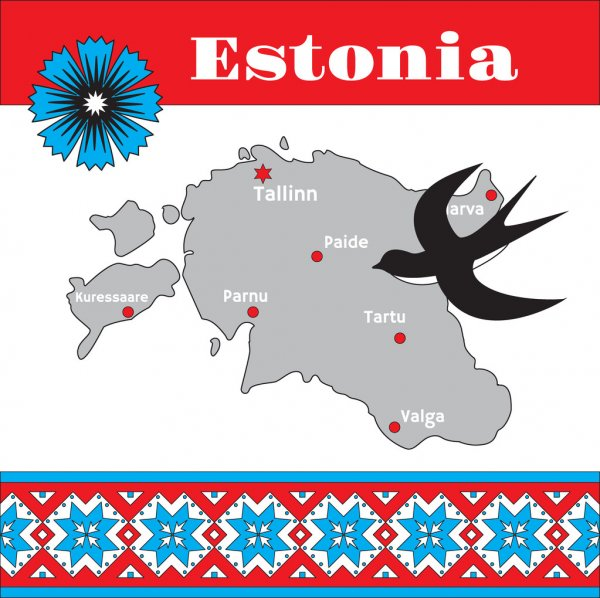 Estonia
Tallinn
arva
Paide
Kuressaare
Parnu
Tartu
Valga